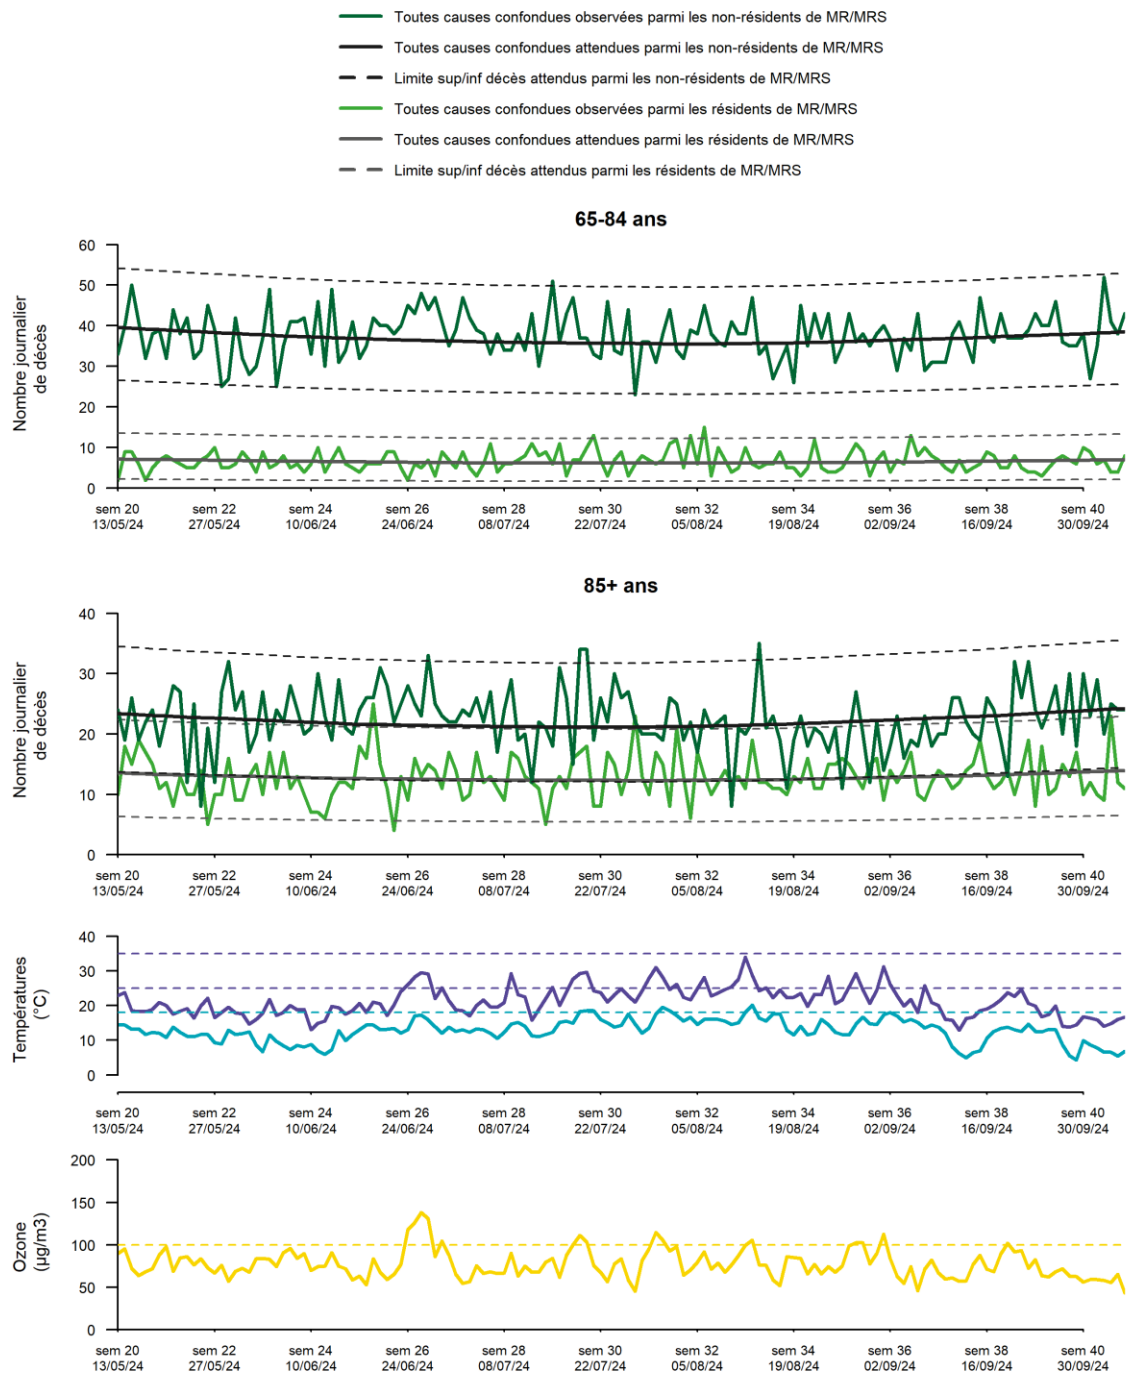 Toutes causes confondues observées parmi les non-résidents de MR/MRS
Toutes causes confondues attendues parmi les non-résidents de MR/MRS
Limite sup/inf décès attendus parmi les non-résidents de MR/MRS
Toutes causes confondues observées parmi les résidents de MR/MRS
Toutes causes confondues attendues parmi les résidents de MR/MRS
Limite sup/inf décès attendus parmi les résidents de MR/MRS
65-84 ans
Nombre journalier
de décès
60
50
40
30
20
10
0
sem 20 sem 22 sem 24 sem 26 sem 28 sem 30 sem 32 sem 34 sem 36 sem 38 sem 40
13/05/24 27/05/24 10/06/24 24/06/24 08/07/24 22/07/24 05/08/24 19/08/24 02/09/24 16/09/24 30/09/24
85+ ans
Nombre journalier
de décès
40
30
20
10
0
sem 20 sem 22 sem 24 sem 26 sem 28 sem 30 sem 32 sem 34 sem 36 sem 38 sem 40
13/05/24 27/05/24 10/06/24 24/06/24 08/07/24 22/07/24 05/08/24 19/08/24 02/09/24 16/09/24 30/09/24
Températures
(°C)
40
30
20
10
0
sem 20 sem 22 sem 24 sem 26 sem 28 sem 30 sem 32 sem 34 sem 36 sem 38 sem 40
13/05/24 27/05/24 10/06/24 24/06/24 08/07/24 22/07/24 05/08/24 19/08/24 02/09/24 16/09/24 30/09/24
Ozone
(µg/m3)
200
150
100
50
0
sem 20 sem 22 sem 24 sem 26 sem 28 sem 30 sem 32 sem 34 sem 36 sem 38 sem 40
13/05/24 27/05/24 10/06/24 24/06/24 08/07/24 22/07/24 05/08/24 19/08/24 02/09/24 16/09/24 30/09/24